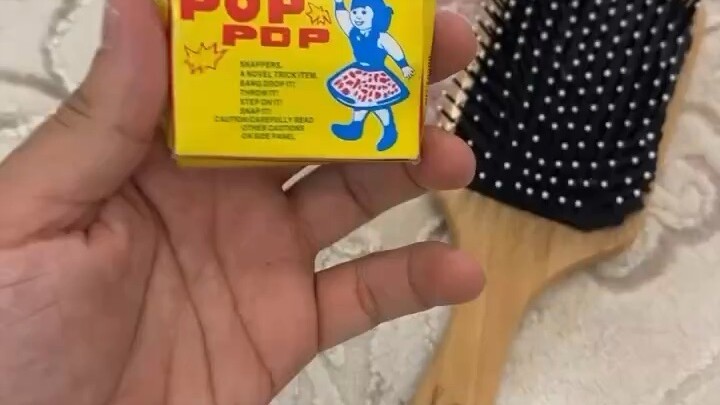 POP
POP
SNAPPERS.
A NOVEL TRICK ITEM.
BANG DROP IT!
THROW IT!
STEP ON IT!
SNAP IT!
CAUTION:CAREFULLY READ
OTHER CAUTIONS
ON SIDE PANEL